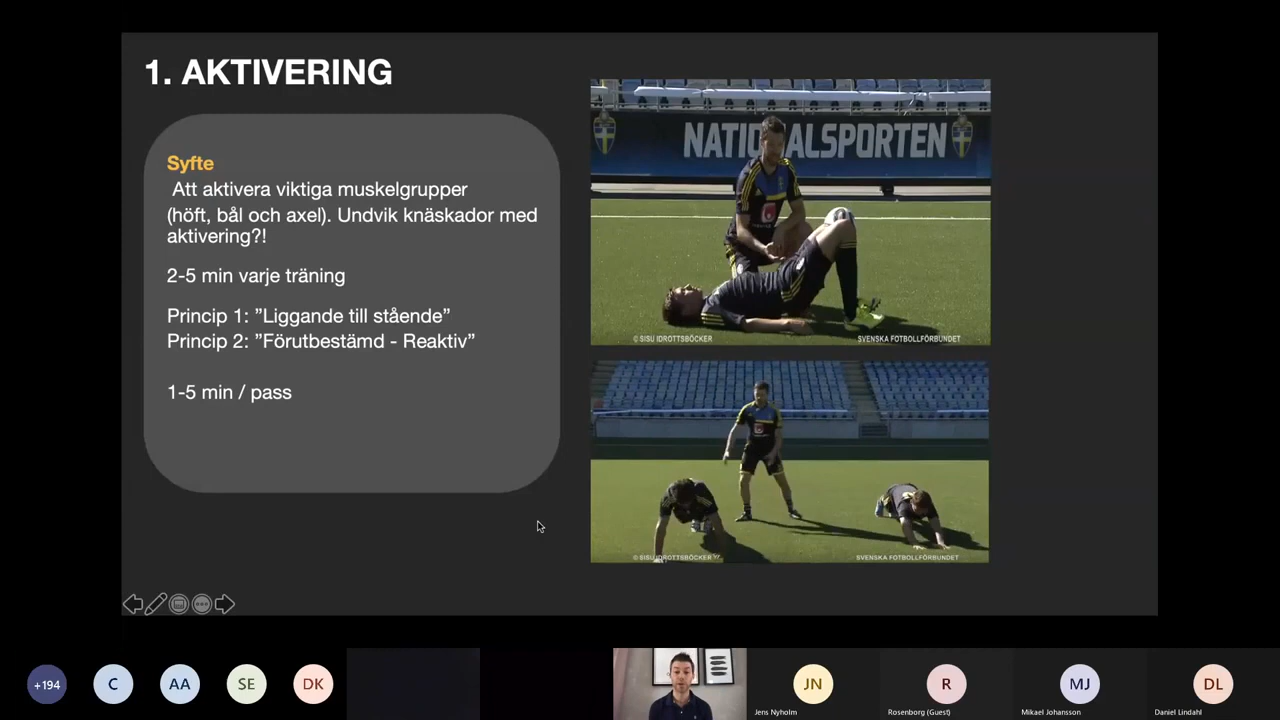 1. AKTIVERING
Syfte
Att aktivera viktiga muskelgrupper
(höft, bål och axel). Undvik knäskador med
aktivering?!
2-5 min varje träning
Princip 1: ”Liggande till stående”
Princip 2: ”Förutbestämd - Reaktiv”
1-5 min / pass
NATIONALSPORTEN
© SISU IDROTTSBÖCKER
SVENSKA FOTBOLLFÖRBUNDET
© SISU IDROTTSBÖCKER
SVENSKA FOTBOLLFÖRBUNDET
+194
C
AA
SE
DK
JN
R
MJ
DL
Jens Nyholm
Rosenborg (Guest)
Mikael Johansson
Daniel Lindahl